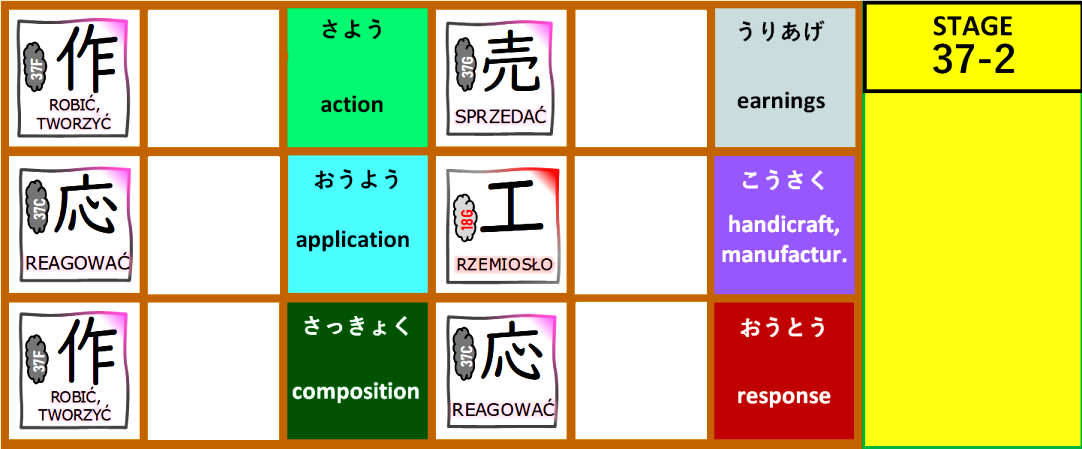 作
37F
ROBIĆ,
TWORZYĆ
さよう
action
売
37G
SPRZEDAĆ
うりあげ
earnings
STAGE
37-2
応
37C
REAGOWAĆ
おうよう
application
工
18G
RZEMIOSŁO
こうさく
handicraft,
manufactur.
作
37F
ROBIĆ,
TWORZYĆ
さっきょく
composition
応
37C
REAGOWAĆ
おうとう
response